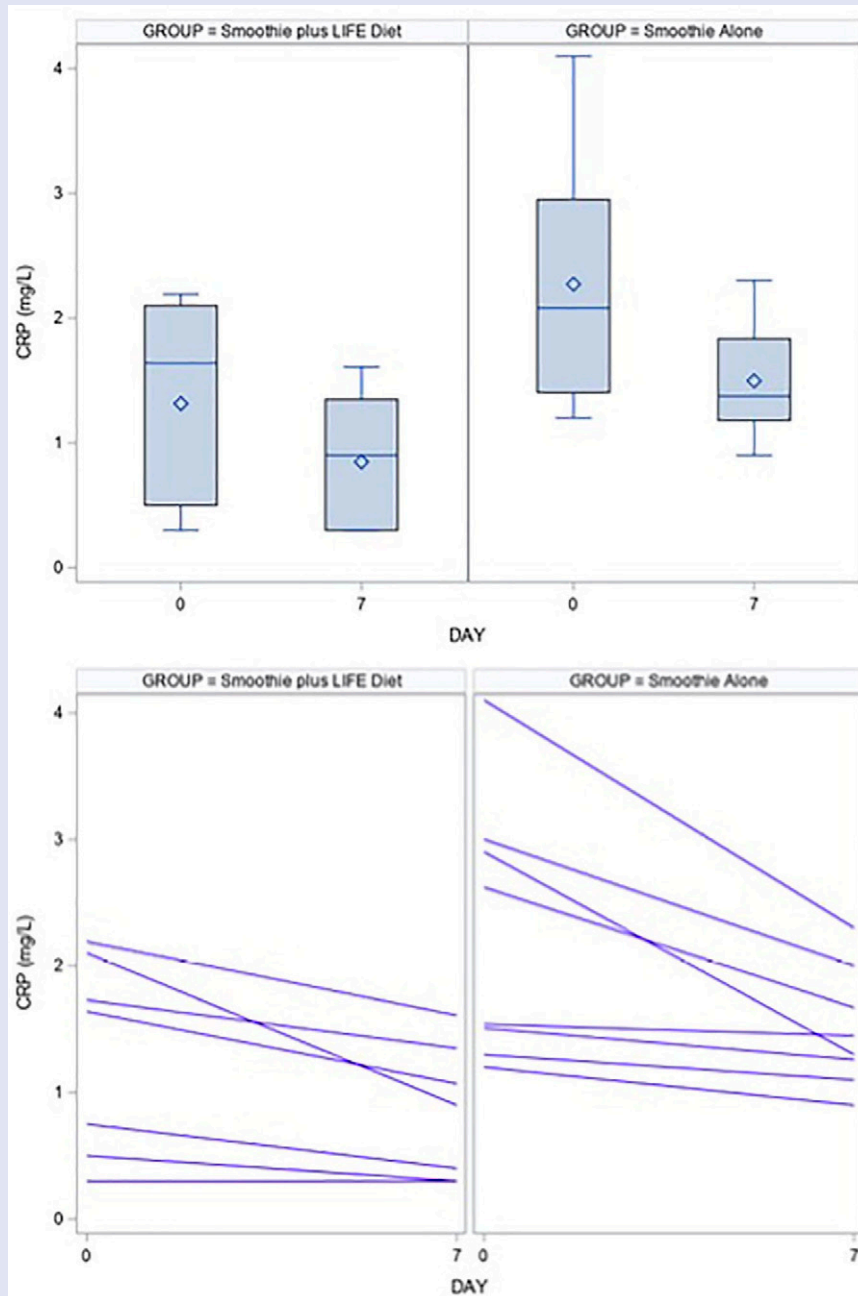 GROUP = Smoothie plus LIFE Diet GROUP = Smoothie Alone
4
3
2
1
0
CRP (mg/L)
0 7 0 7
DAY
GROUP = Smoothie plus LIFE Diet GROUP = Smoothie Alone
4
3
2
1
0
CRP (mg/L)
0 7 0 7
DAY